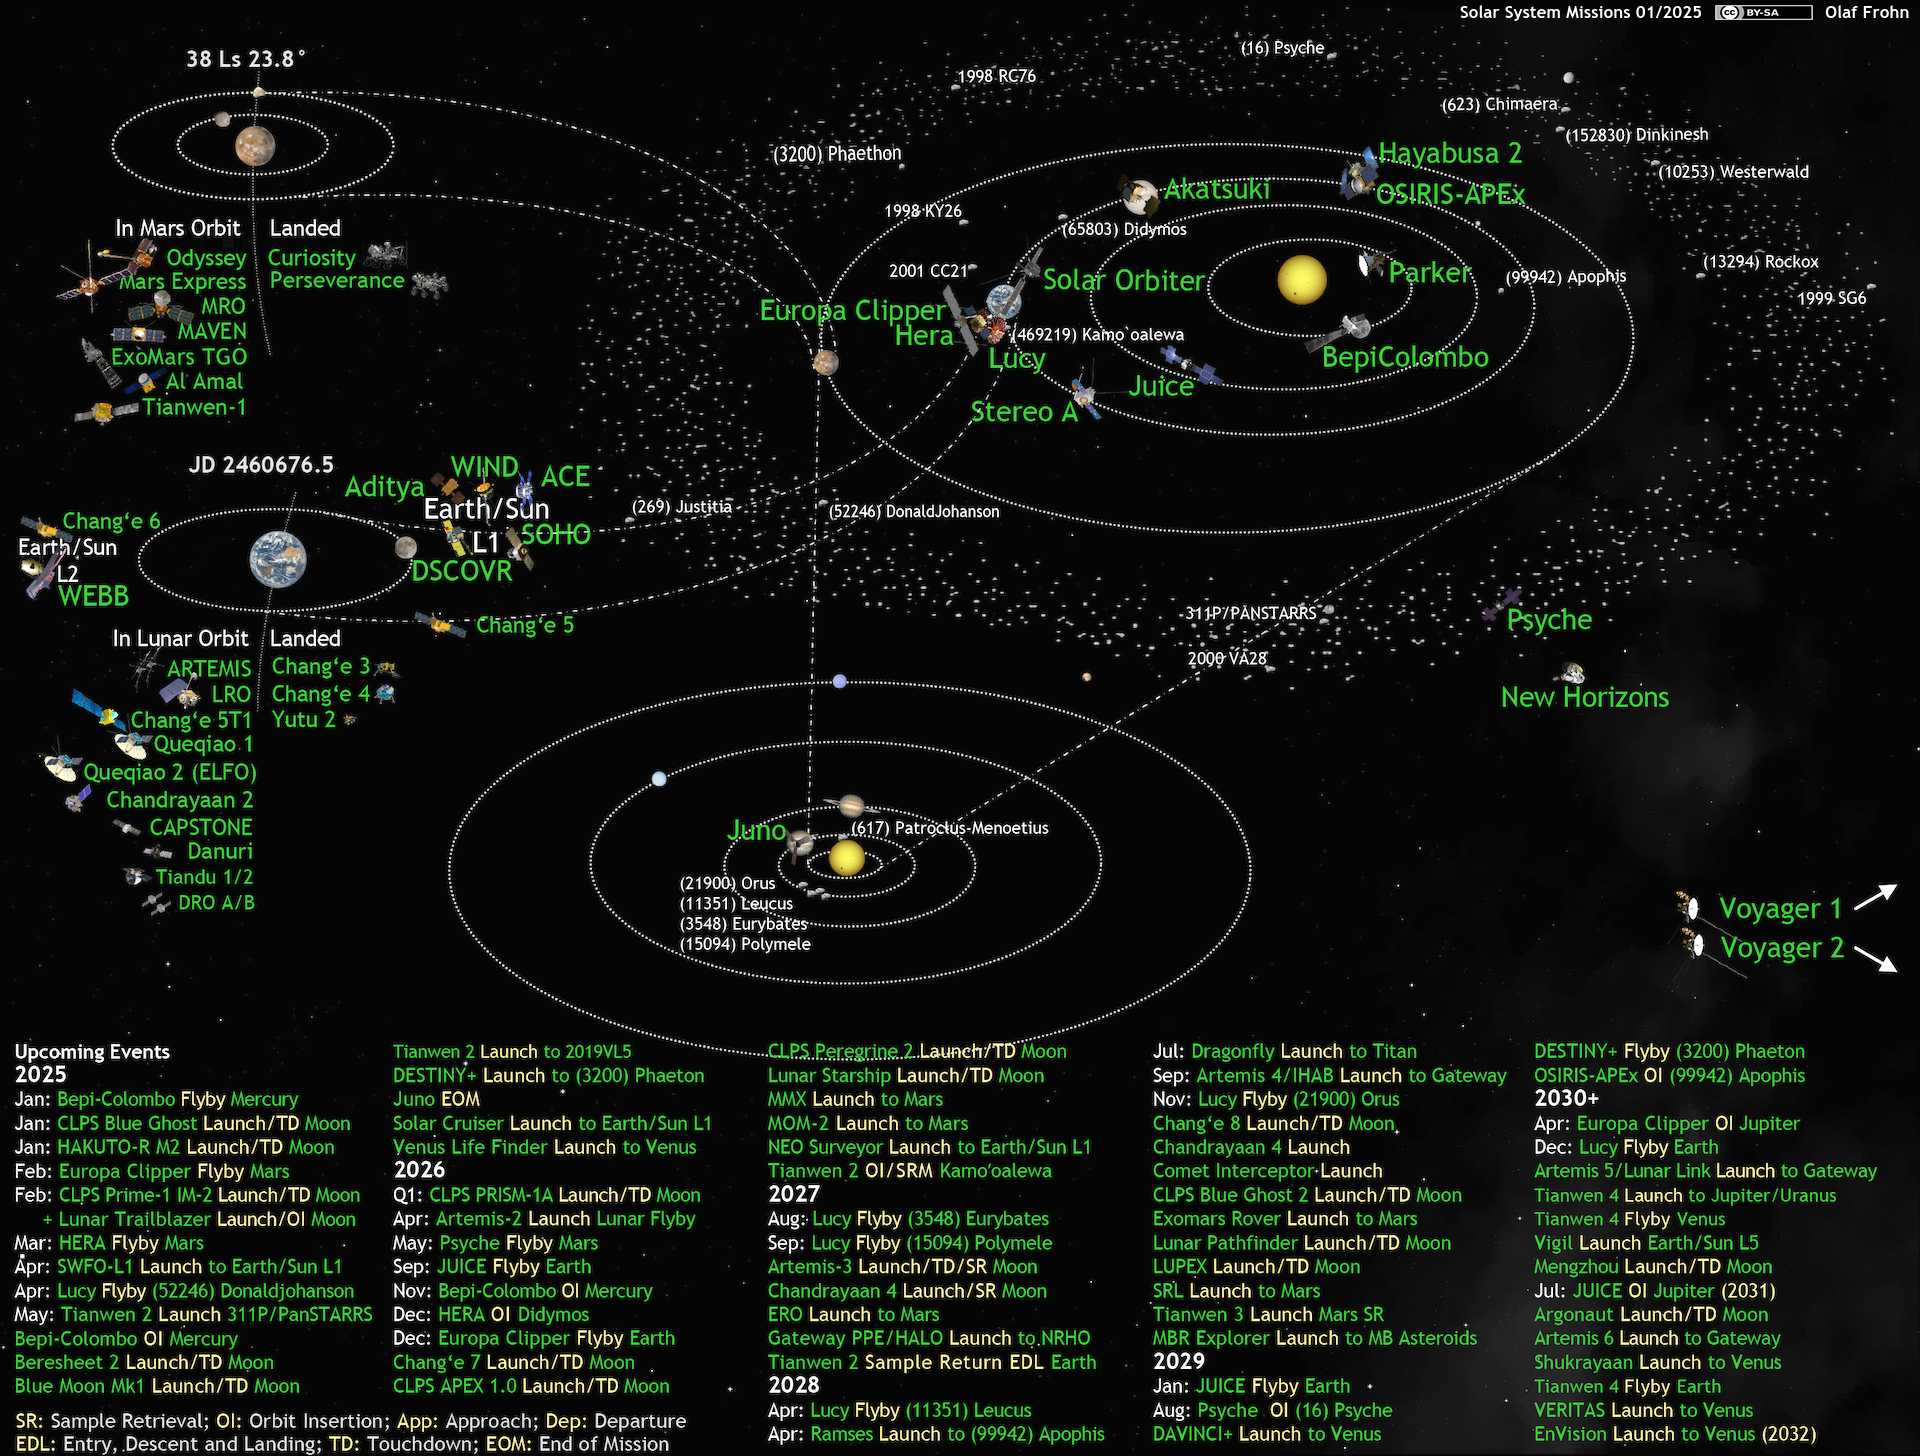 Solar System Missions 01/2025 cc BY-SA Olaf Frohn
38 Ls 23.8°
(16) Psyche
1998 RC76
(623) Chimaera
(152830) Dinkinesh
(3200) Phaethon
Hayabusa 2
(10253) Westerwald
Akatsuki
OSIRIS-APEx
1998 KY26
(65803) Didymos
In Mars Orbit
Landed
Odyssey
Curiosity
Mars Express
Perseverance
MRO
MAVEN
ExoMars TGO
Al Amal
Tianwen-1
2001 CC21
Solar Orbiter
Parker
(99942) Apophis
(13294) Rockox
1999 SG6
Europa Clipper
Hera
(469219) Kamo`oalewa
Lucy
BepiColombo
Juice
Stereo A
JD 2460676.5
WIND
ACE
Aditya
Earth/Sun
L1
SOHO
DSCOVR
Chang‘e 6
Earth/Sun
L2
WEBB
(269) Justitia
(52246) DonaldJohanson
Chang‘e 5
311P/PANSTARRS
Psyche
2000 VA28
New Horizons
In Lunar Orbit
Landed
ARTEMIS
Chang‘e 3
LRO
Chang‘e 4
Chang‘e 5T1
Yutu 2
Queqiao 1
Queqiao 2 (ELFO)
Chandrayaan 2
CAPSTONE
Danuri
Tiandu 1/2
DRO A/B
Juno
(617) Patroclus-Menoetius
(21900) Orus
(11351) Leucus
(3548) Eurybates
(15094) Polymele
Voyager 1
Voyager 2
Upcoming Events
2025
Jan: Bepi-Colombo Flyby Mercury
Jan: CLPS Blue Ghost Launch/TD Moon
Jan: HAKUTO-R M2 Launch/TD Moon
Feb: Europa Clipper Flyby Mars
Feb: CLPS Prime-1 IM-2 Launch/TD Moon
+ Lunar Trailblazer Launch/OI Moon
Mar: HERA Flyby Mars
Apr: SWFO-L1 Launch to Earth/Sun L1
Apr: Lucy Flyby (52246) Donaldjohanson
May: Tianwen 2 Launch 311P/PanSTARRS
Bepi-Colombo OI Mercury
Beresheet 2 Launch/TD Moon
Blue Moon Mk1 Launch/TD Moon
Tianwen 2 Launch to 2019VL5
DESTINY+ Launch to (3200) Phaeton
Juno EOM
Solar Cruiser Launch to Earth/Sun L1
Venus Life Finder Launch to Venus
2026
Q1: CLPS PRISM-1A Launch/TD Moon
Apr: Artemis-2 Launch Lunar Flyby
May: Psyche Flyby Mars
Sep: JUICE Flyby Earth
Nov: Bepi-Colombo OI Mercury
Dec: HERA OI Didymos
Dec: Europa Clipper Flyby Earth
Chang‘e 7 Launch/TD Moon
CLPS APEX 1.0 Launch/TD Moon
CLPS Peregrine 2 Launch/TD Moon
Lunar Starship Launch/TD Moon
MMX Launch to Mars
MOM-2 Launch to Mars
NEO Surveyor Launch to Earth/Sun L1
Tianwen 2 OI/SRM Kamo’oalewa
2027
Aug: Lucy Flyby (3548) Eurybates
Sep: Lucy Flyby (15094) Polymele
Artemis-3 Launch/TD/SR Moon
Chandrayaan 4 Launch/SR Moon
ERO Launch to Mars
Gateway PPE/HALO Launch to NRHO
Tianwen 2 Sample Return EDL Earth
2028
Apr: Lucy Flyby (11351) Leucus
Apr: Ramses Launch to (99942) Apophis
Jul: Dragonfly Launch to Titan
Sep: Artemis 4/IHAB Launch to Gateway
Nov: Lucy Flyby (21900) Orus
Chang‘e 8 Launch/TD Moon
Chandrayaan 4 Launch
Comet Interceptor Launch
CLPS Blue Ghost 2 Launch/TD Moon
Exomars Rover Launch to Mars
Lunar Pathfinder Launch/TD Moon
LUPEX Launch/TD Moon
SRL Launch to Mars
Tianwen 3 Launch Mars SR
MBR Explorer Launch to MB Asteroids
2029
Jan: JUICE Flyby Earth
Aug: Psyche OI (16) Psyche
DAVINCI+ Launch to Venus
DESTINY+ Flyby (3200) Phaeton
OSIRIS-APEx OI (99942) Apophis
2030+
Apr: Europa Clipper OI Jupiter
Dec: Lucy Flyby Earth
Artemis 5/Lunar Link Launch to Gateway
Tianwen 4 Launch to Jupiter/Uranus
Tianwen 4 Flyby Venus
Vigil Launch Earth/Sun L5
Mengzhou Launch/TD Moon
Jul: JUICE OI Jupiter (2031)
Argonaut Launch/TD Moon
Artemis 6 Launch to Gateway
Shukrayaan Launch to Venus
Tianwen 4 Flyby Earth
VERITAS Launch to Venus
EnVision Launch to Venus (2032)
SR: Sample Retrieval; OI: Orbit Insertion; App: Approach; Dep: Departure
EDL: Entry, Descent and Landing; TD: Touchdown; EOM: End of Mission